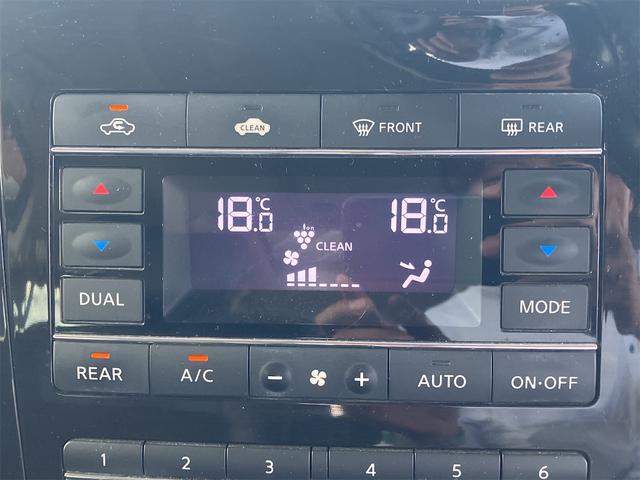 CLEAN FRONT REAR
18.0°C 18.0°C
ion
CLEAN
DUAL MODE
REAR A/C - + AUTO ON·OFF
1 2 3 4 5 6